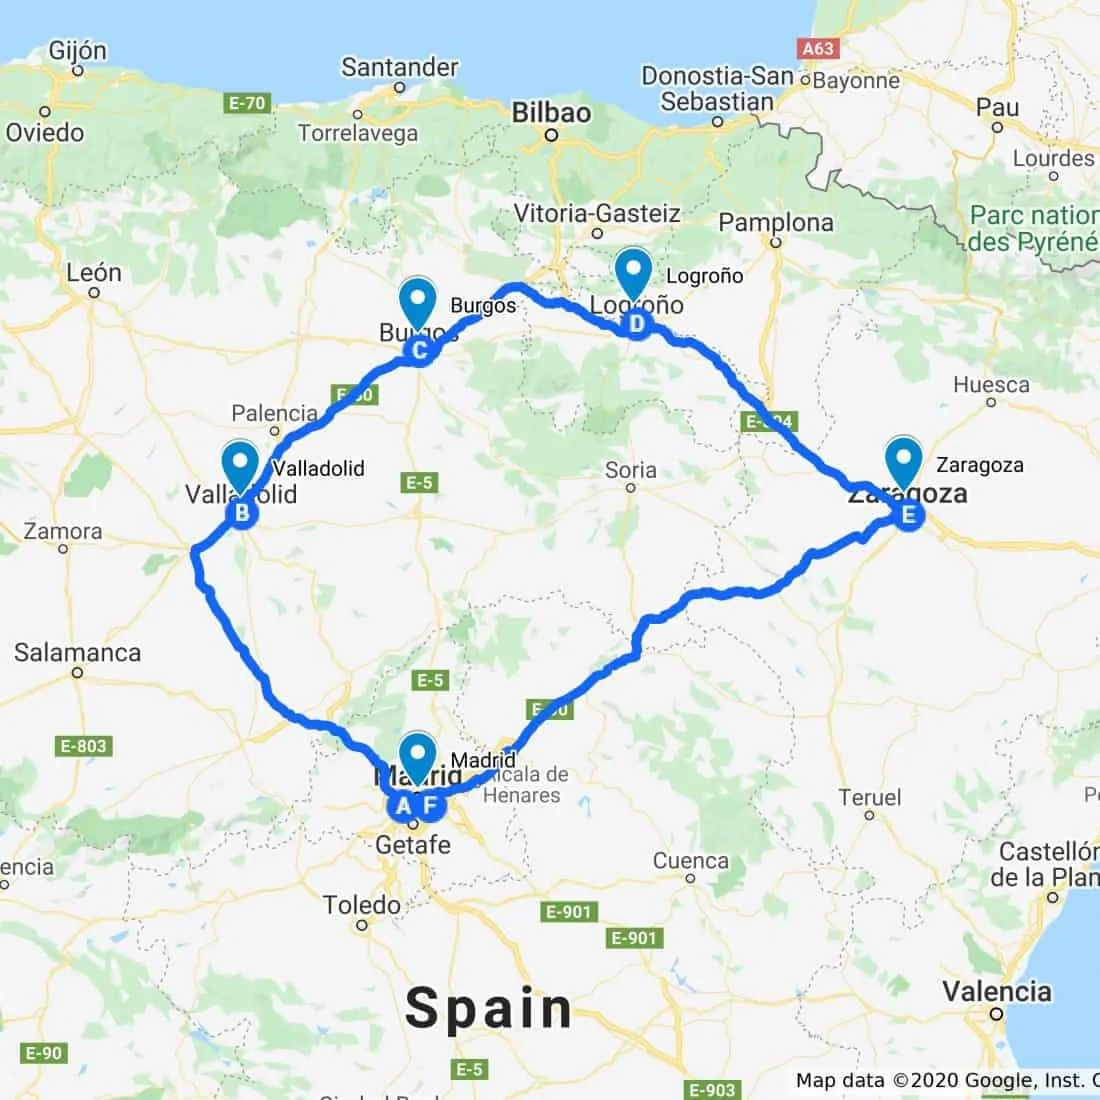 Gijón
Oviedo
E-70
Santander
Torrelavega
Bilbao
Donostia-San
Sebastian
A63
Bayonne
Pau
Lourdes
Parc nation
des Pyréné
Vitoria-Gasteiz
Pamplona
León
Logroño
Logroño
D
Burgos
Burgos
C
E-80
Palencia
Huesca
E-804
Valladolid
Valladolid
B
E-5
Soria
Zaragoza
Zaragoza
E
Zamora
Salamanca
E-5
E-90
E-803
Madrid
Madrid
A F
Alcala de
Henares
Getafe
Teruel
Cuenca
Castellón
de la Plan
encia
Toledo
E-901
E-901
Spain
Valencia
E-90
E-5
E-903
Map data ©2020 Google, Inst.